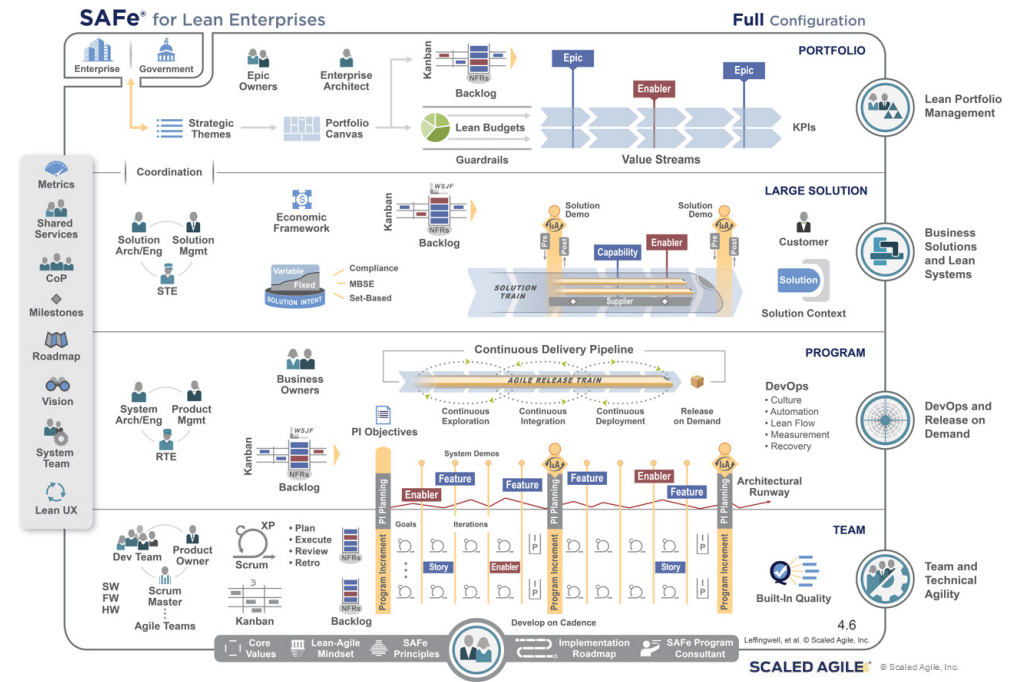 SAFe® for Lean Enterprises
Full Configuration
Enterprise
Government
Epic
Owners
Enterprise
Architect
Kanban
NFRs
Backlog
Epic
Enabler
Epic
PORTFOLIO
Strategic
Themes
Portfolio
Canvas
Lean Budgets
Guardrails
Value Streams
KPIs
Lean Portfolio
Management
Metrics
Shared
Services
CoP
Milestones
Roadmap
Vision
System
Team
Lean UX
Coordination
LARGE SOLUTION
Solution
Arch/Eng
Solution
Mgmt
STE
Economic
Framework
Kanban
WSJF
NFRs
Backlog
Variable
Fixed
SOLUTION INTENT
Compliance
MBSE
Set-Based
Solution
Demo
I&A
Pre
Post
Capability
Enabler
Solution
Demo
I&A
Pre
Post
SOLUTION
TRAIN
Supplier
Customer
Solution
Solution Context
Business
Solutions
and Lean
Systems
PROGRAM
Continuous Delivery Pipeline
AGILE RELEASE TRAIN
Continuous
Exploration
Continuous
Integration
Continuous
Deployment
Release
on Demand
Business
Owners
System
Arch/Eng
Product
Mgmt
RTE
PI Objectives
Kanban
WSJF
NFRs
Backlog
DevOps
• Culture
• Automation
• Lean Flow
• Measurement
• Recovery
DevOps and
Release on
Demand
System Demos
I&A
I&A
Enabler
Feature
Feature
Feature
Enabler
Feature
PI Planning
PI Planning
PI Planning
Architectural
Runway
TEAM
Dev Team
Product
Owner
Scrum
Master
Agile Teams
SW
FW
HW
XP
Scrum
• Plan
• Execute
• Review
• Retro
3
Kanban
NFRs
NFRs
Backlog
Program Increment
Goals
Iterations
Story
Enabler
I
P
I
P
Program Increment
Story
I
P
I
P
Program Increment
Develop on Cadence
Built-In Quality
Team and
Technical
Agility
4.6
Leffingwell, et al. © Scaled Agile, Inc.
Core
Values
Lean-Agile
Mindset
SAFe
Principles
Implementation
Roadmap
SAFe Program
Consultant
SCALED AGILE®
© Scaled Agile, Inc.